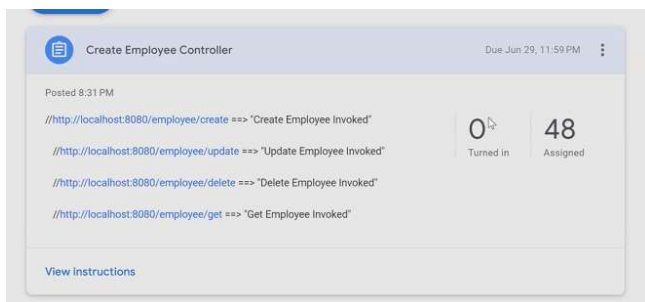 Create Employee Controller
Due Jun 29, 11:59 PM
Posted 8:31 PM
//http://localhost:8080/employee/create ==> "Create Employee Invoked"
//http://localhost:8080/employee/update ==> "Update Employee Invoked"
//http://localhost:8080/employee/delete ==> "Delete Employee Invoked"
//http://localhost:8080/employee/get ==> "Get Employee Invoked"
0
Turned in
48
Assigned
View instructions